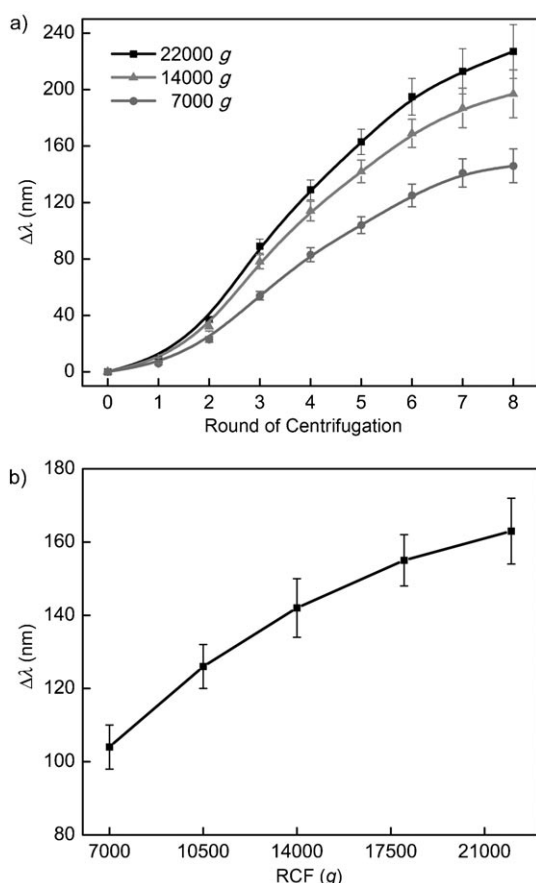 a)
240
200
160
120
80
40
0
Δλ (nm)
22000 g
14000 g
7000 g
0 1 2 3 4 5 6 7 8
Round of Centrifugation
b)
180
160
140
120
100
80
Δλ (nm)
7000 10500 14000 17500 21000
RCF (g)